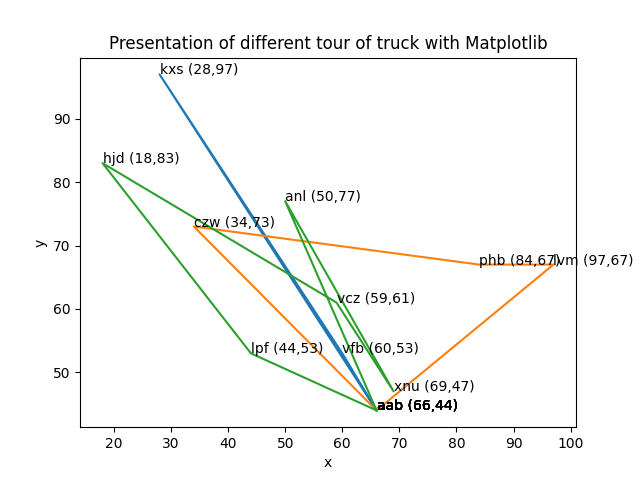 Presentation of different tour of truck with Matplotlib
kxs (28,97)
hjd (18,83)
anl (50,77)
czw (34,73)
phb (84,67)
lvm (97,67)
vcz (59,61)
lpf (44,53)
vfb (60,53)
xnu (69,47)
aab (66,44)
y
90
80
70
60
50
20 30 40 50 60 70 80 90 100
x